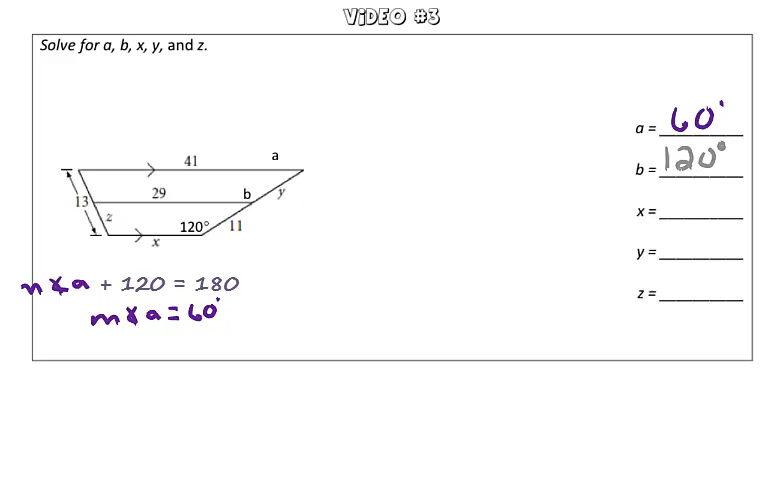 ViDEO #3
Solve for a, b, x, y, and z.
a = 60°
b = 120°
x =
y =
z =
41 a
13 29 b y
z 120° 11
x
m∡a + 120 = 180
m∡a = 60°